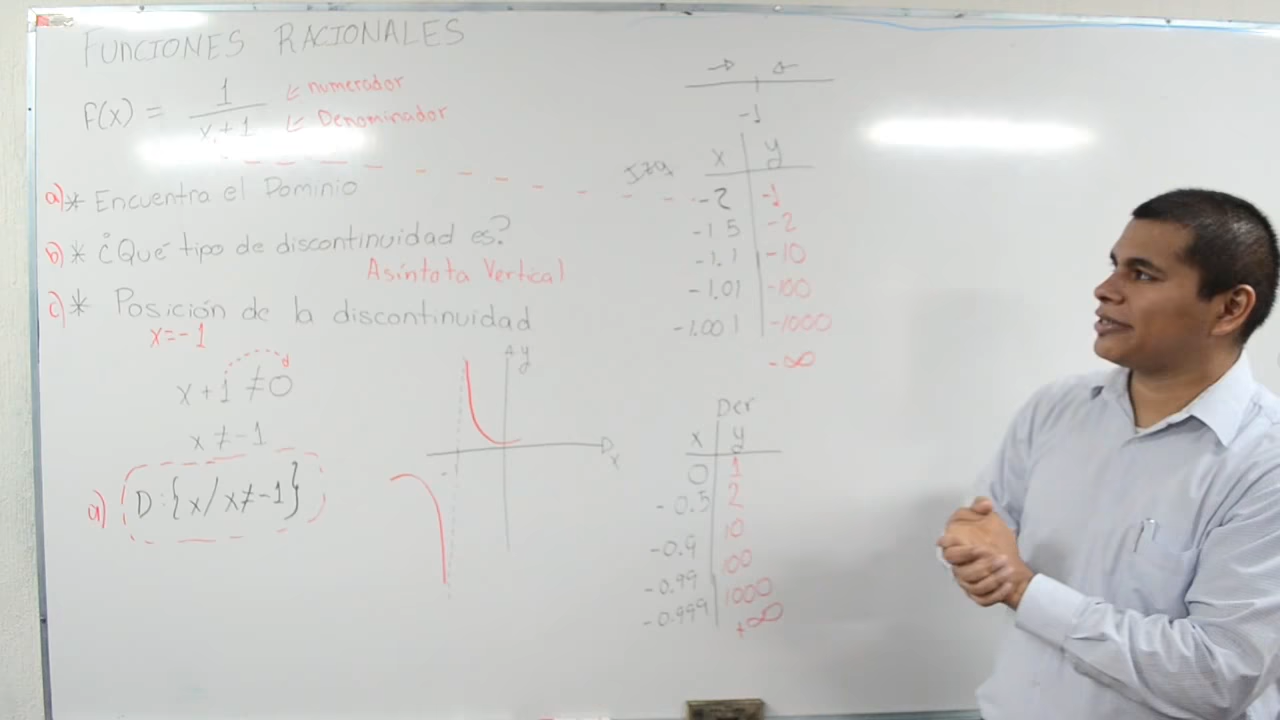 FUNCIONES RACIONALES
f(x) = 1 / x + 1
numerador
Denominador
a) * Encuentra el Dominio
b) * ¿Qué tipo de discontinuidad es?
Asíntota Vertical
c) * Posición de la discontinuidad
x=-1
x + 1 ≠ 0
x ≠ -1
a) D:{x/x≠-1}
y
x
-1
→ ←
-1
Izq
x y
-2 -1
-1.5 -2
-1.1 -10
-1.01 -100
-1.001 -1000
-∞
Der
x y
0 1
-0.5 2
-0.9 10
-0.99 100
-0.999 1000
+∞